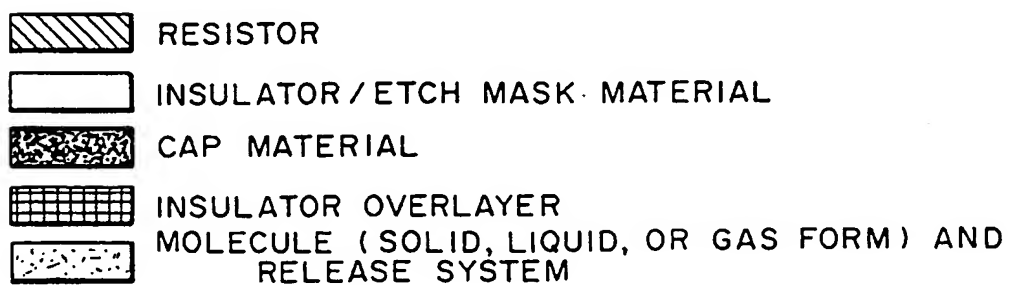 RESISTOR
INSULATOR/ETCH MASK MATERIAL
CAP MATERIAL
INSULATOR OVERLAYER
MOLECULE (SOLID, LIQUID, OR GAS FORM) AND
RELEASE SYSTEM